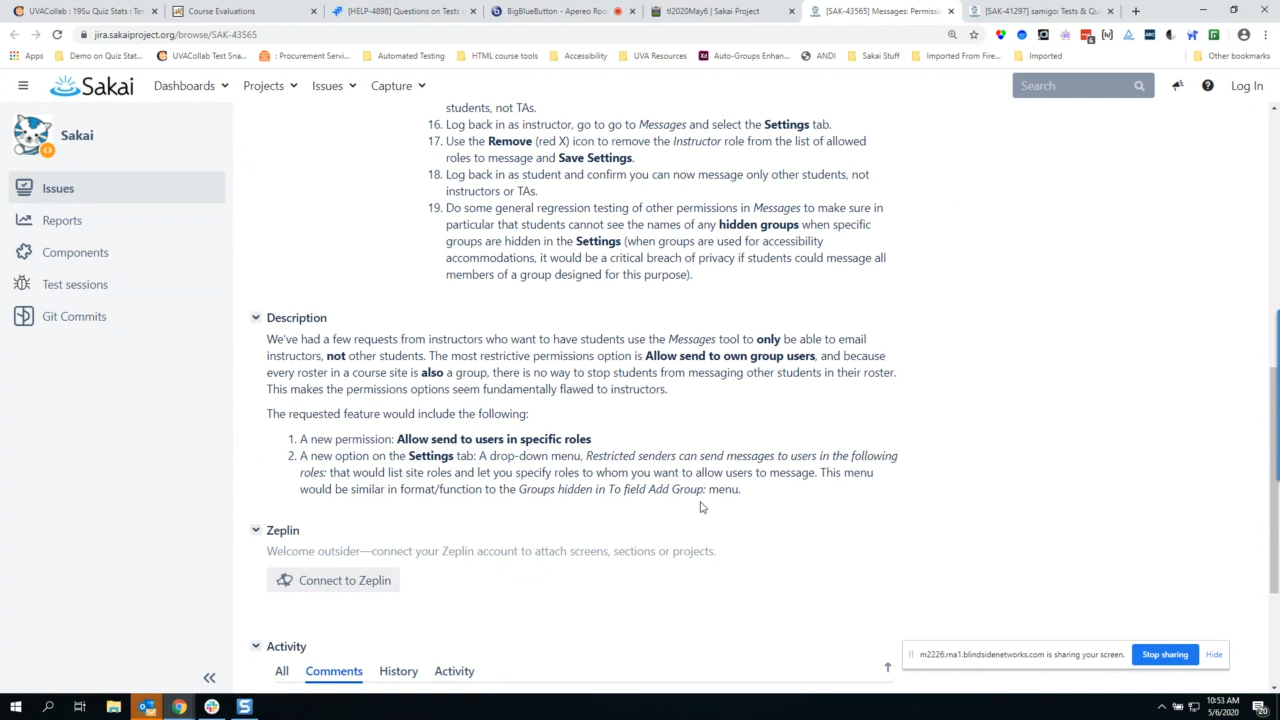 UVACollab : 195u Quiz Stats : Tes
Course Evaluations
[HELP-4898] Questions on Tests
BigBlueButton - Apereo Roo
tl2020May6 | Sakai Project
[SAK-43565] Messages: Permissi
[SAK-41297] samigo: Tests & Qu
jira.sakaiproject.org/browse/SAK-43565
Apps
Demo on Quiz Stat...
UVACollab Test Sna...
: Procurement Servi...
Automated Testing
HTML course tools
Accessibility
UVA Resources
Auto-Groups Enhan...
ANDI
Sakai Stuff
Imported From Fire...
Imported
Other bookmarks
Sakai
Dashboards
Projects
Issues
Capture
Search
Log In
Sakai
Issues
Reports
Components
Test sessions
Git Commits
students, not TAs.
16. Log back in as instructor, go to go to Messages and select the Settings tab.
17. Use the Remove (red X) icon to remove the Instructor role from the list of allowed
roles to message and Save Settings.
18. Log back in as student and confirm you can now message only other students, not
instructors or TAs.
19. Do some general regression testing of other permissions in Messages to make sure in
particular that students cannot see the names of any hidden groups when specific
groups are hidden in the Settings (when groups are used for accessibility
accommodations, it would be a critical breach of privacy if students could message all
members of a group designed for this purpose).
Description
We've had a few requests from instructors who want to have students use the Messages tool to only be able to email
instructors, not other students. The most restrictive permissions option is Allow send to own group users, and because
every roster in a course site is also a group, there is no way to stop students from messaging other students in their roster.
This makes the permissions options seem fundamentally flawed to instructors.
The requested feature would include the following:
1. A new permission: Allow send to users in specific roles
2. A new option on the Settings tab: A drop-down menu, Restricted senders can send messages to users in the following
roles: that would list site roles and let you specify roles to whom you want to allow users to message. This menu
would be similar in format/function to the Groups hidden in To field Add Group: menu.
Zeplin
Welcome outsider—connect your Zeplin account to attach screens, sections or projects.
Connect to Zeplin
Activity
All
Comments
History
Activity
m2226.rna1.blindsidenetworks.com is sharing your screen.
Stop sharing
Hide
10:53 AM
5/6/2020
20